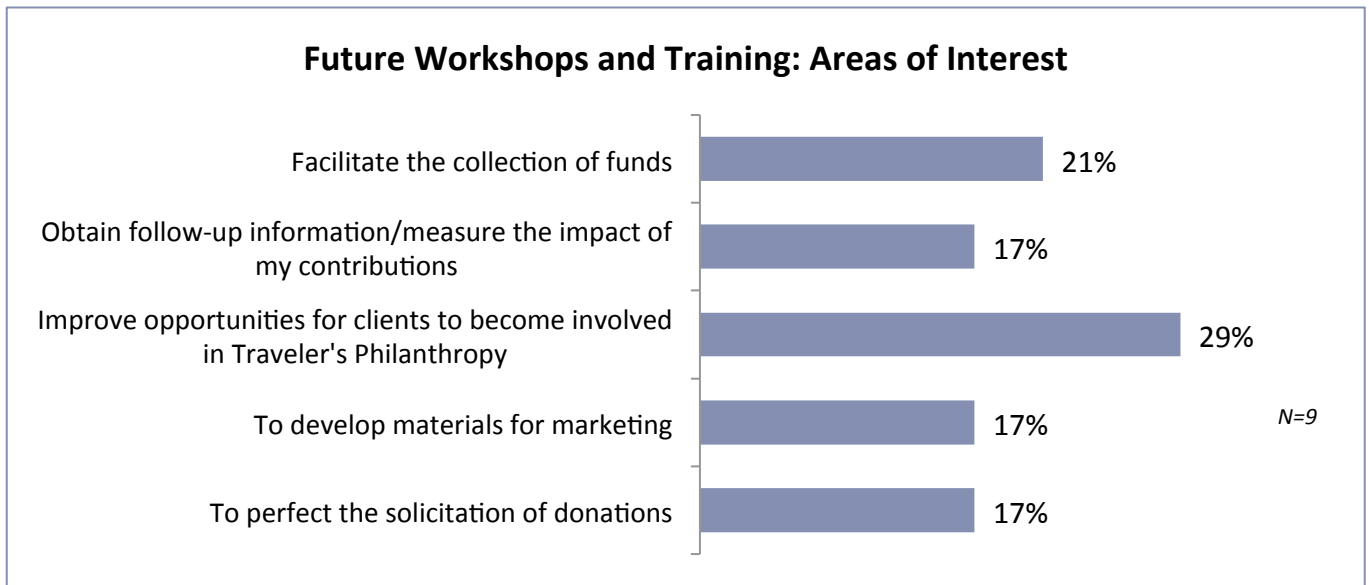 Future Workshops and Training: Areas of Interest
Facilitate the collection of funds
21%
Obtain follow-up information/measure the impact of
my contributions
17%
Improve opportunities for clients to become involved
in Traveler's Philanthropy
29%
To develop materials for marketing
17%
N=9
To perfect the solicitation of donations
17%